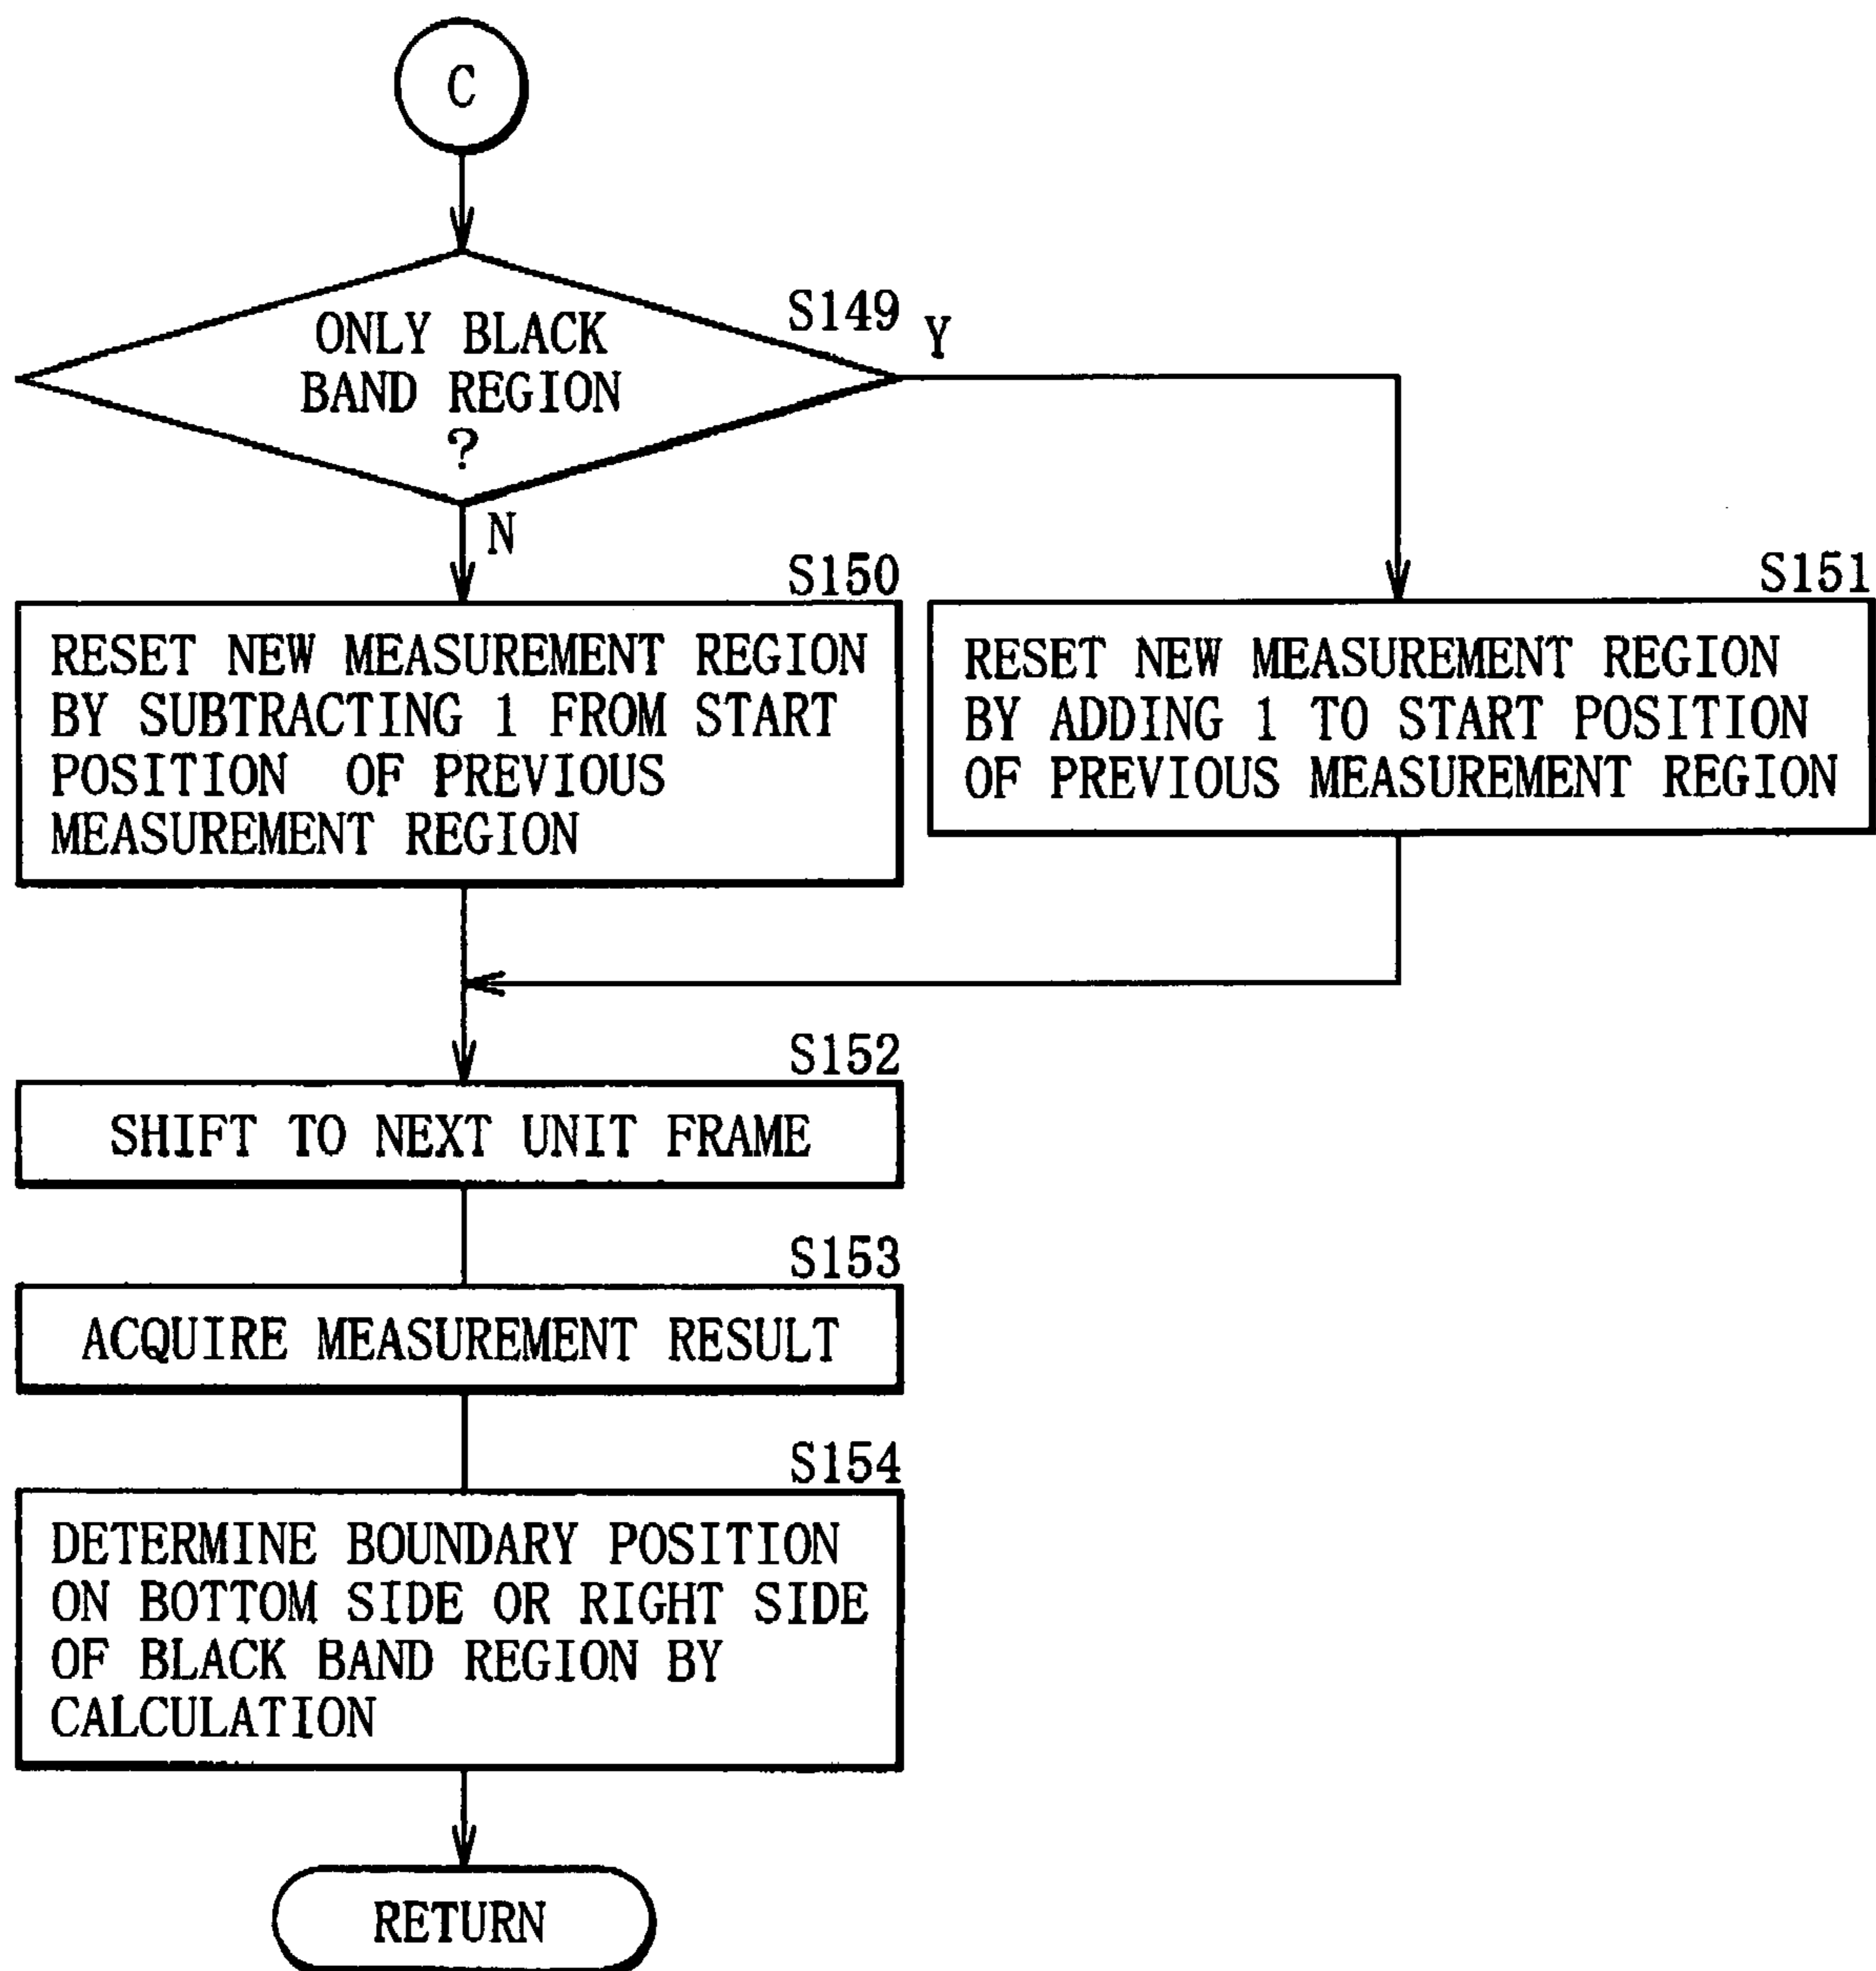 C
S149
ONLY BLACK
BAND REGION
?
Y
N
S150
RESET NEW MEASUREMENT REGION
BY SUBTRACTING 1 FROM START
POSITION OF PREVIOUS
MEASUREMENT REGION
S151
RESET NEW MEASUREMENT REGION
BY ADDING 1 TO START POSITION
OF PREVIOUS MEASUREMENT REGION
S152
SHIFT TO NEXT UNIT FRAME
S153
ACQUIRE MEASUREMENT RESULT
S154
DETERMINE BOUNDARY POSITION
ON BOTTOM SIDE OR RIGHT SIDE
OF BLACK BAND REGION BY
CALCULATION
RETURN